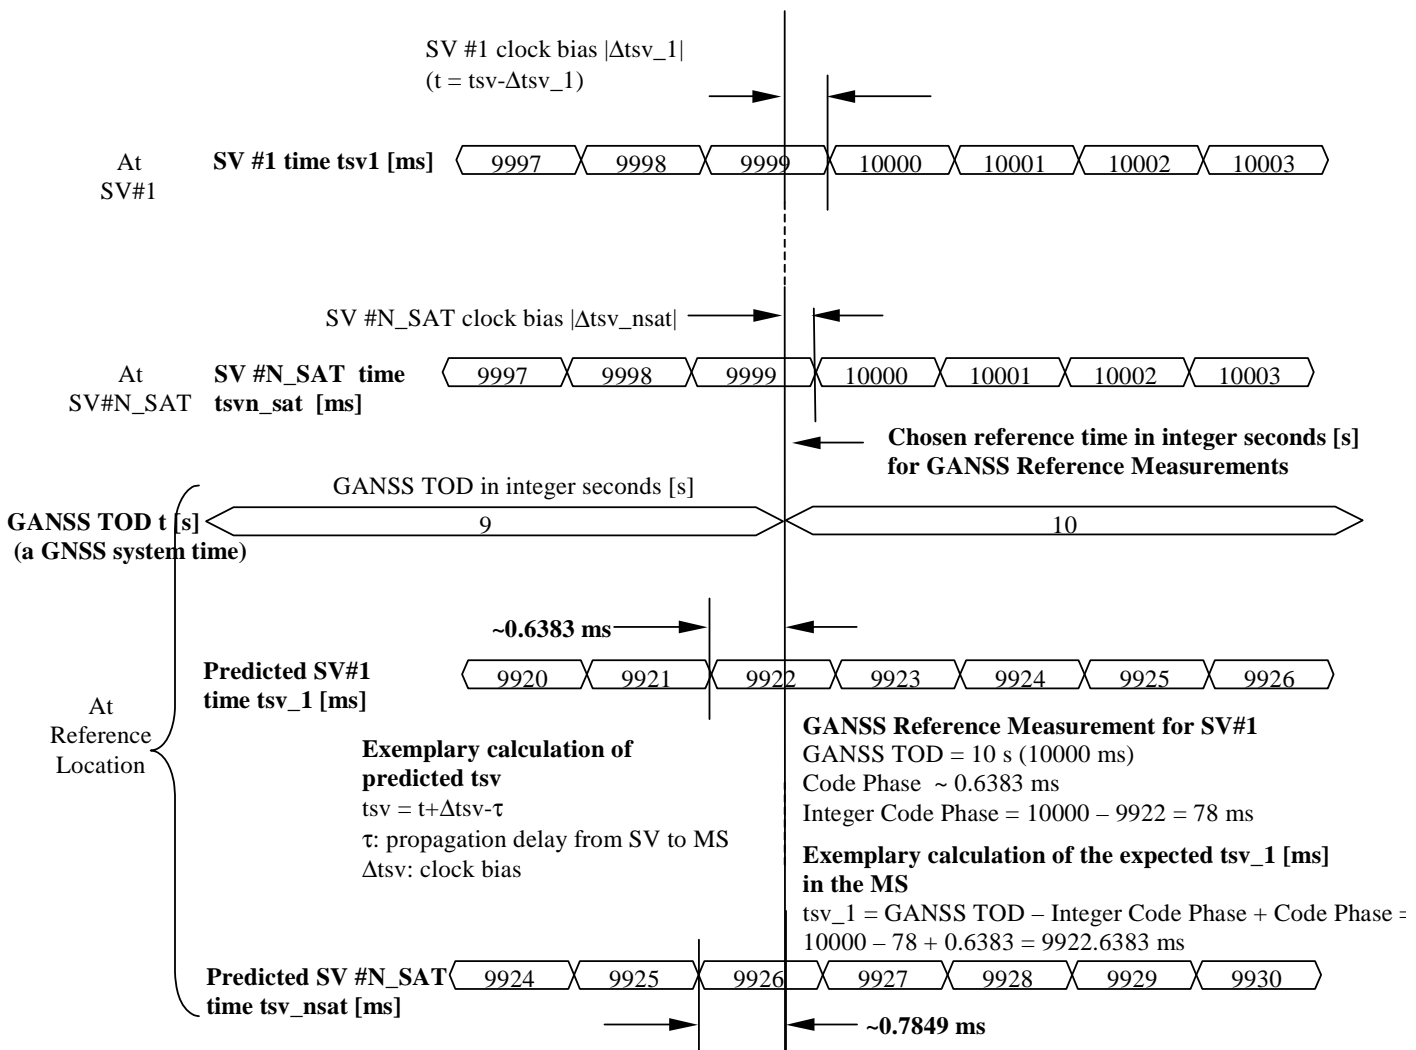 SV #1 clock bias |Δtsv_1|
(t = tsv-Δtsv_1)
At
SV#1
SV #1 time tsv1 [ms]
9997 9998 9999 10000 10001 10002 10003
SV #N_SAT clock bias |Δtsv_nsat|
At
SV#N_SAT
SV #N_SAT time
tsvn_sat [ms]
9997 9998 9999 10000 10001 10002 10003
Chosen reference time in integer seconds [s]
for GANSS Reference Measurements
GANSS TOD in integer seconds [s]
GANSS TOD t [s]
(a GNSS system time)
9 10
~0.6383 ms
Predicted SV#1
time tsv_1 [ms]
9920 9921 9922 9923 9924 9925 9926
At
Reference
Location
Exemplary calculation of
predicted tsv
tsv = t+Δtsv-τ
τ: propagation delay from SV to MS
Δtsv: clock bias
GANSS Reference Measurement for SV#1
GANSS TOD = 10 s (10000 ms)
Code Phase ~ 0.6383 ms
Integer Code Phase = 10000 – 9922 = 78 ms
Exemplary calculation of the expected tsv_1 [ms]
in the MS
tsv_1 = GANSS TOD – Integer Code Phase + Code Phase =
10000 – 78 + 0.6383 = 9922.6383 ms
Predicted SV #N_SAT
time tsv_nsat [ms]
9924 9925 9926 9927 9928 9929 9930
~0.7849 ms